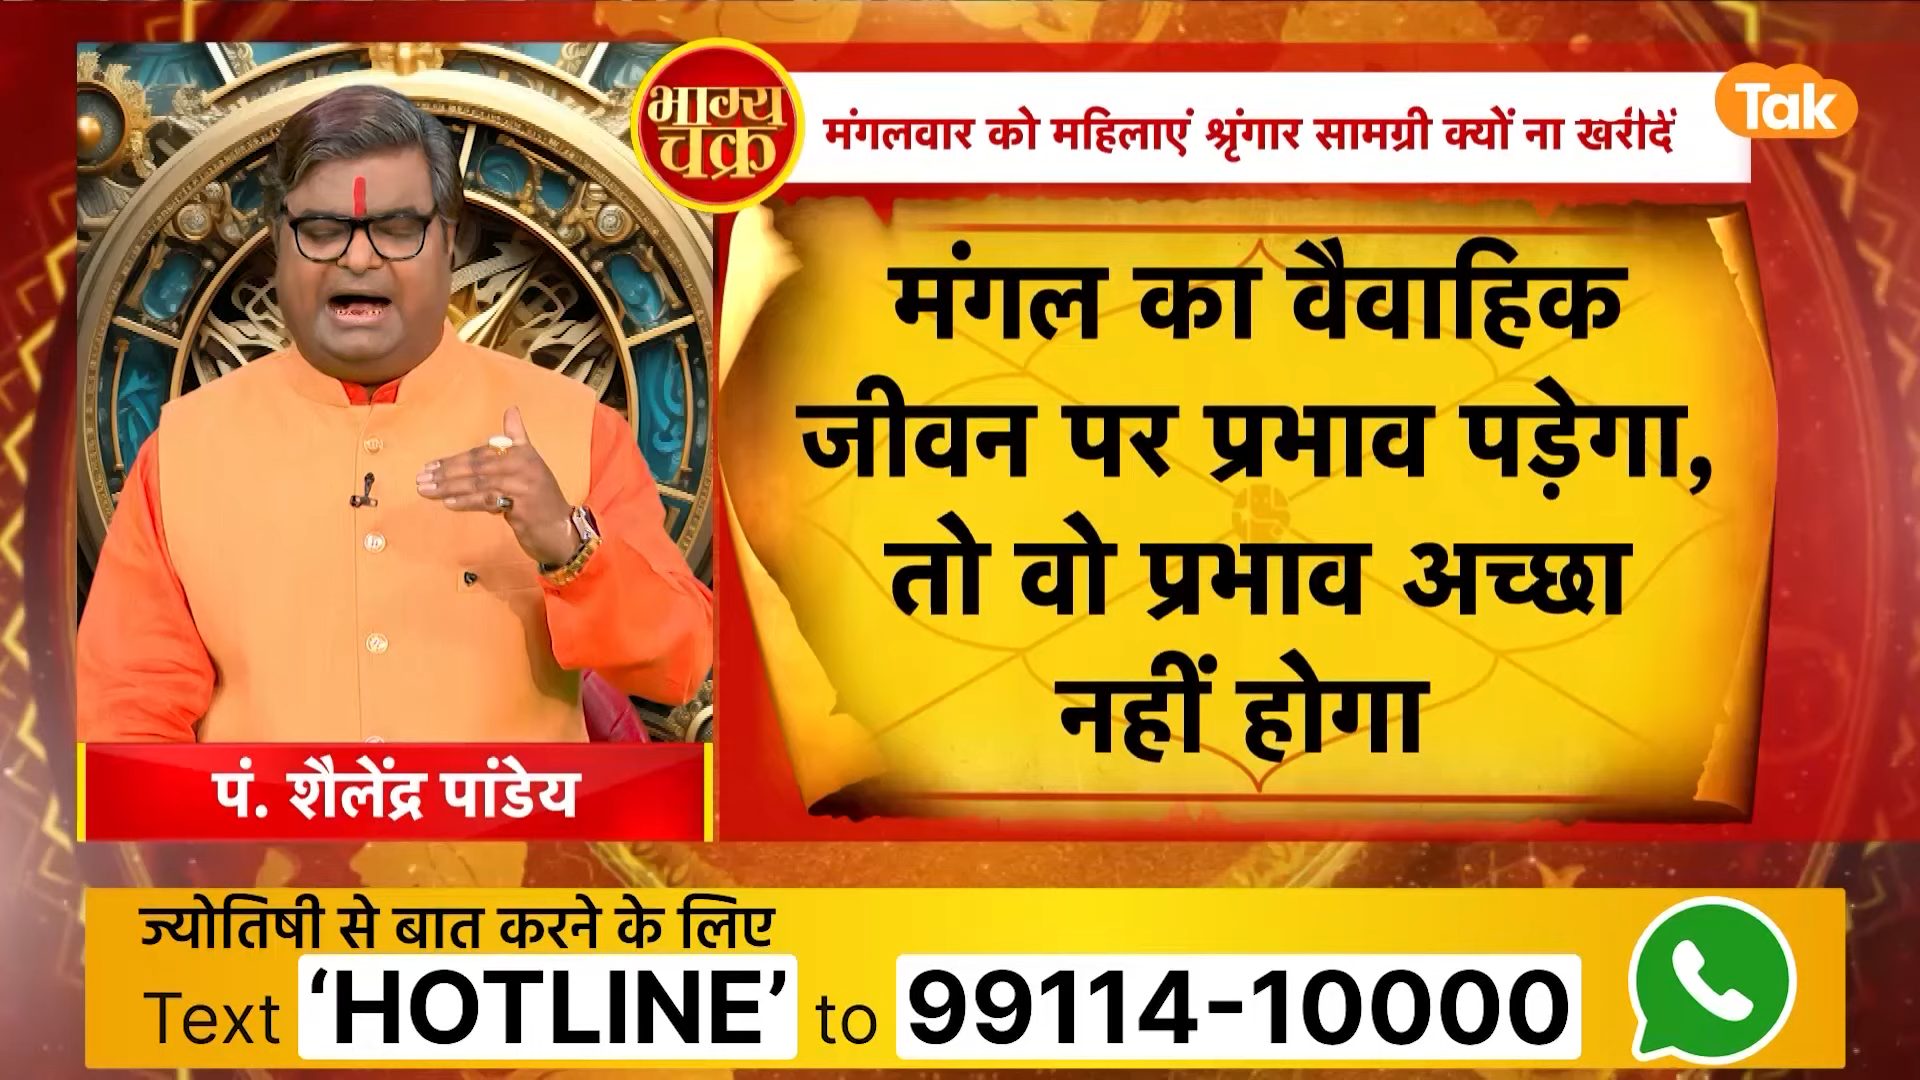 भाग्य
चक्र
मंगलवार को महिलाएं श्रृंगार सामग्री क्यों ना खरीदें
Tak
मंगल का वैवाहिक
जीवन पर प्रभाव पड़ेगा,
तो वो प्रभाव अच्छा
नहीं होगा
पं. शैलेंद्र पांडेय
ज्योतिषी से बात करने के लिए
Text ‘HOTLINE’ to 99114-10000